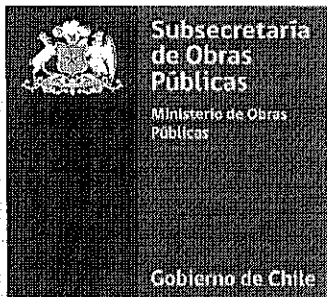 Subsecretaría
de Obras
Públicas
Ministerio de Obras
Públicas
Gobierno de Chile